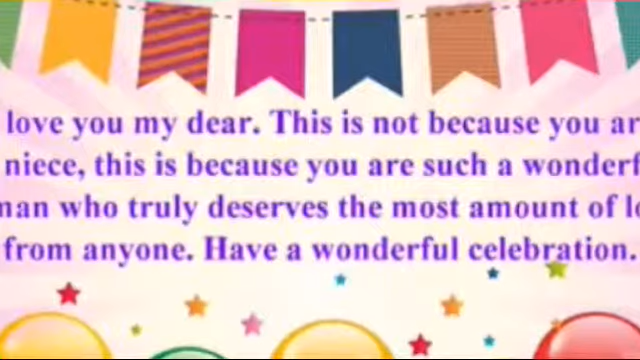 love you my dear. This is not because you ar
niece, this is because you are such a wonderf
man who truly deserves the most amount of lo
from anyone. Have a wonderful celebration.